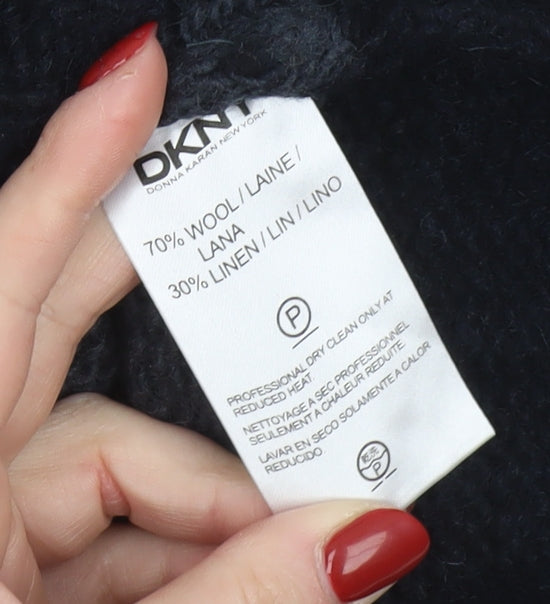 DKNY
DONNA KARAN NEW YORK
70% WOOL / LAINE /
LANA
30% LINEN / LIN / LINO
P
PROFESSIONAL DRY CLEAN ONLY AT
REDUCED HEAT.
NETTOYAGE A SEC PROFESSIONNEL
SEULEMENT A CHALEUR REDUITE
LAVAR EN SECO SOLAMENTE A CALOR
REDUCIDO
P